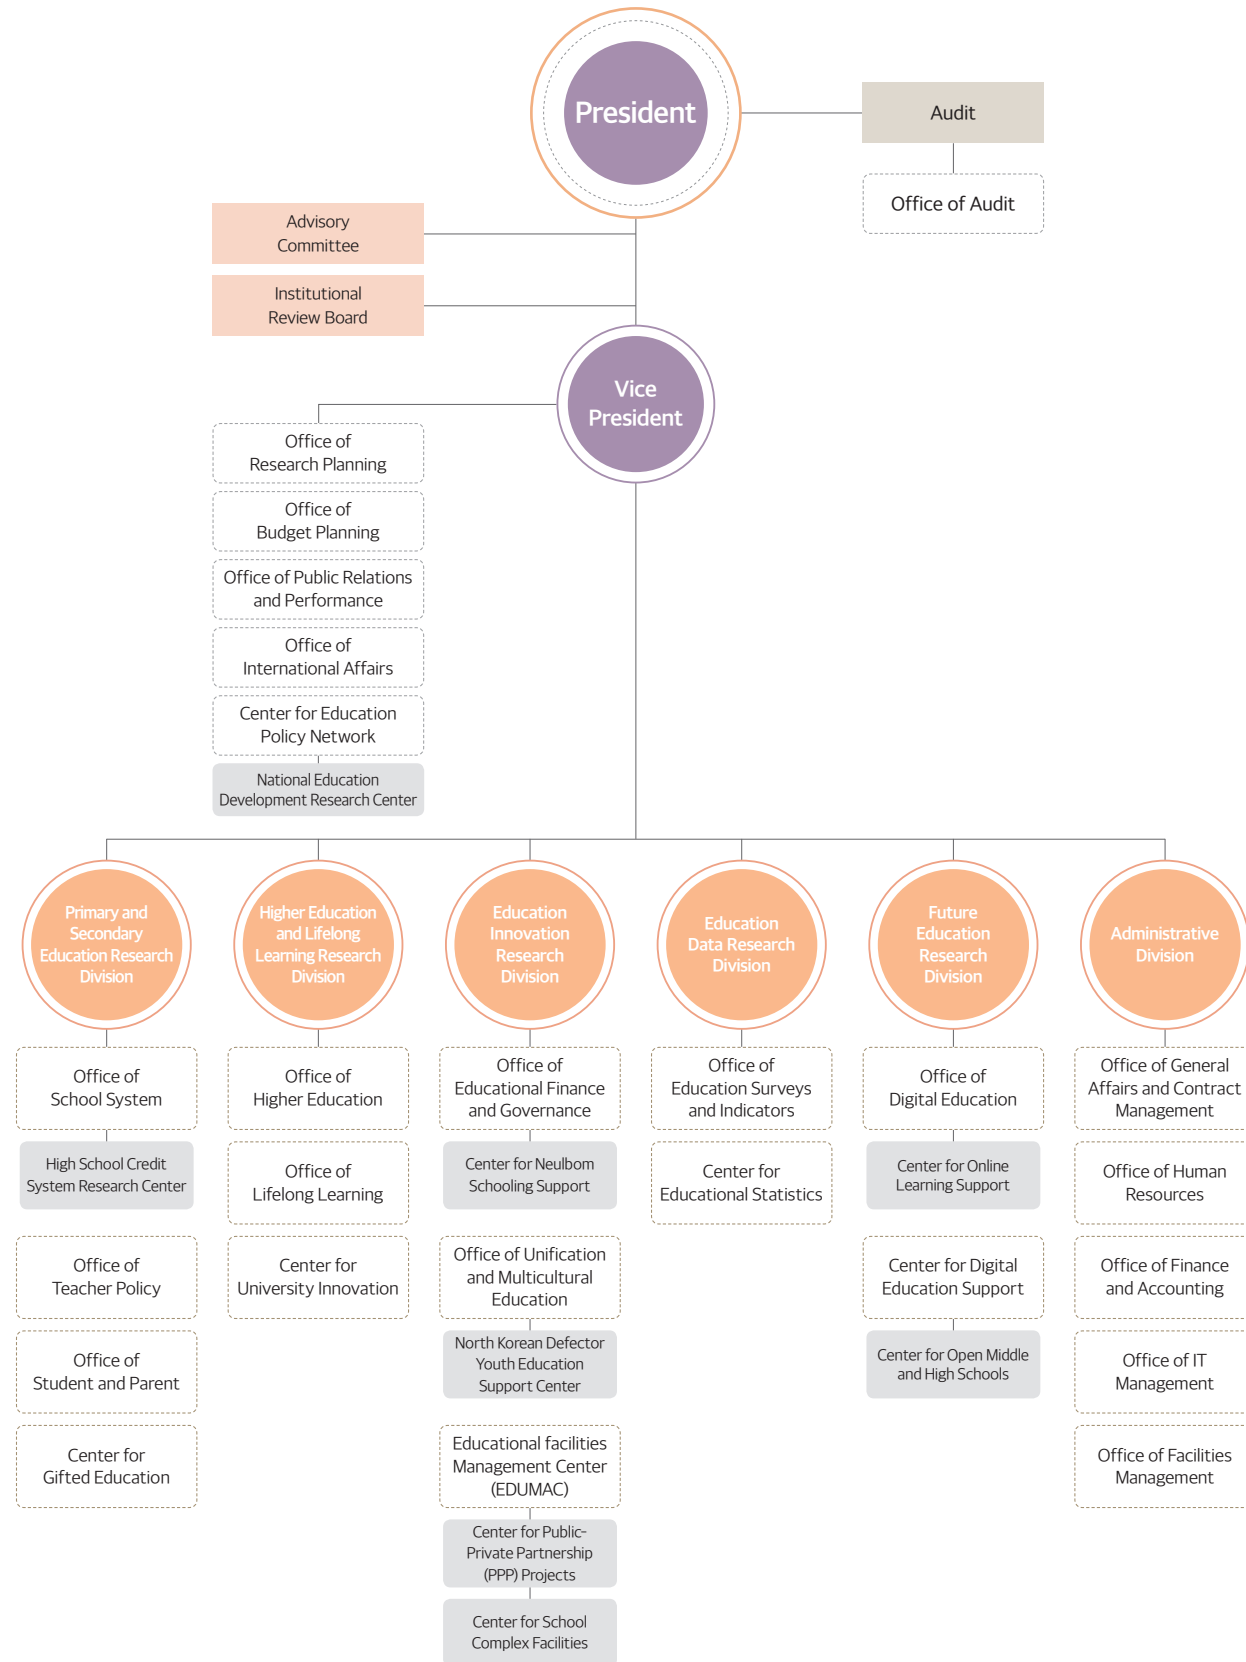 President
Audit
Office of Audit
Advisory
Committee
Institutional
Review Board
Vice
President
Office of
Research Planning
Office of
Budget Planning
Office of Public Relations
and Performance
Office of
International Affairs
Center for Education
Policy Network
National Education
Development Research Center
Primary and
Secondary
Education Research
Division
Higher Education
and Lifelong
Learning Research
Division
Education
Innovation
Research
Division
Education
Data Research
Division
Future
Education
Research
Division
Administrative
Division
Office of
School System
High School Credit
System Research Center
Office of
Teacher Policy
Office of
Student and Parent
Center for
Gifted Education
Office of
Higher Education
Office of
Lifelong Learning
Center for
University Innovation
Office of
Educational Finance
and Governance
Center for Neulbom
Schooling Support
Office of Unification
and Multicultural
Education
North Korean Defector
Youth Education
Support Center
Educational facilities
Management Center
(EDUMAC)
Center for Public-
Private Partnership
(PPP) Projects
Center for School
Complex Facilities
Office of
Education Surveys
and Indicators
Center for
Educational Statistics
Office of
Digital Education
Center for Online
Learning Support
Center for Digital
Education Support
Center for Open Middle
and High Schools
Office of General
Affairs and Contract
Management
Office of Human
Resources
Office of Finance
and Accounting
Office of IT
Management
Office of Facilities
Management